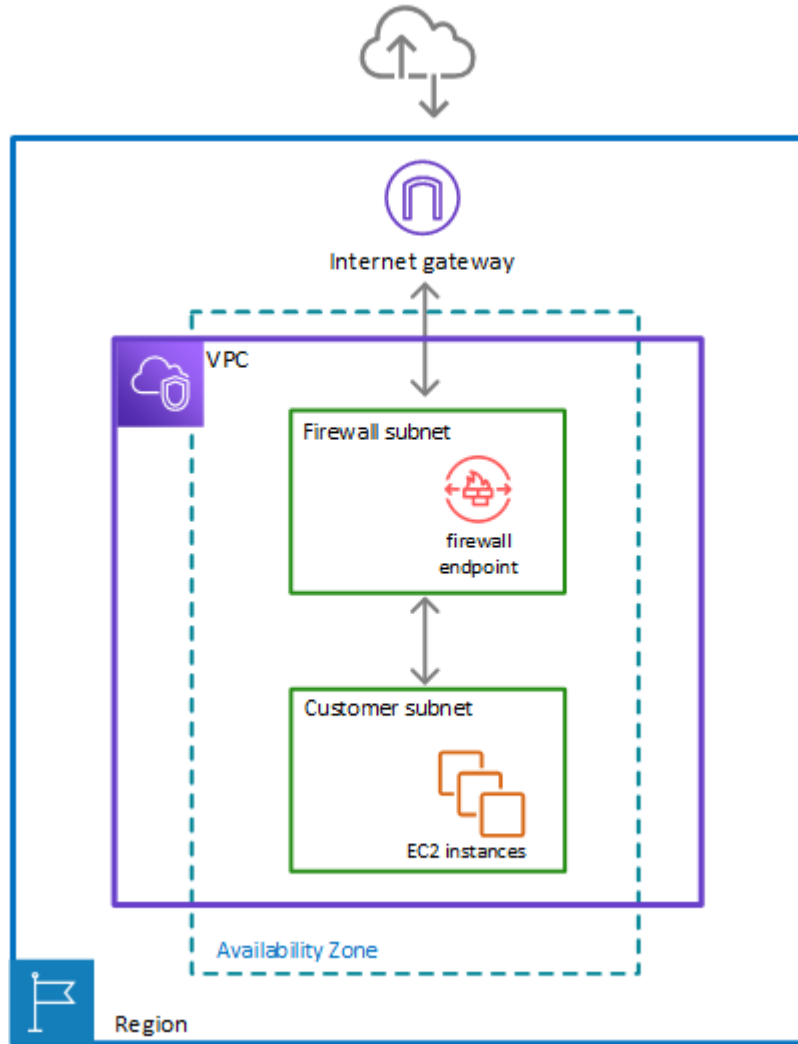 Internet gateway
VPC
Firewall subnet
firewall
endpoint
Customer subnet
EC2 instances
Availability Zone
Region